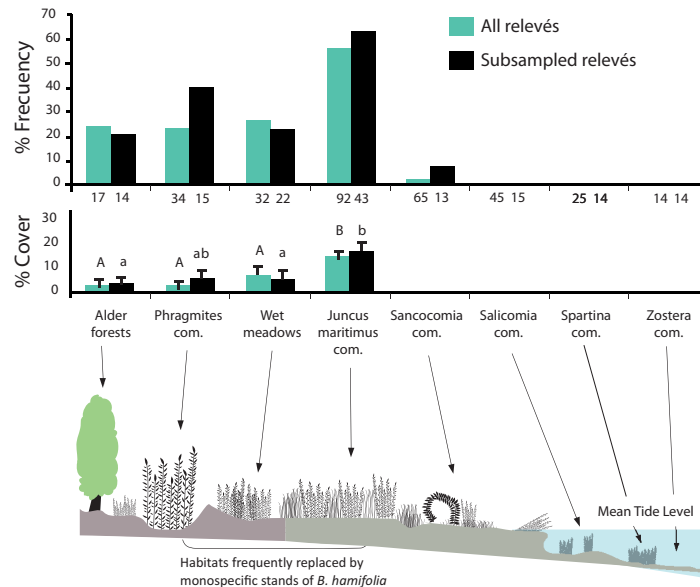 70
60
50
40
30
20
10
0
% Frecuency
All relevés
Subsampled relevés
17 14 34 15 32 22 92 43 65 13 45 15 25 14 14 14
30
20
10
0
% Cover
A a A ab A a B b
Alder
forests
Phragmites
com.
Wet
meadows
Juncus
maritimus
com.
Sancocomia
com.
Salicomia
com.
Spartina
com.
Zostera
com.
Mean Tide Level
Habitats frequently replaced by
monospecific stands of B. hamifolia